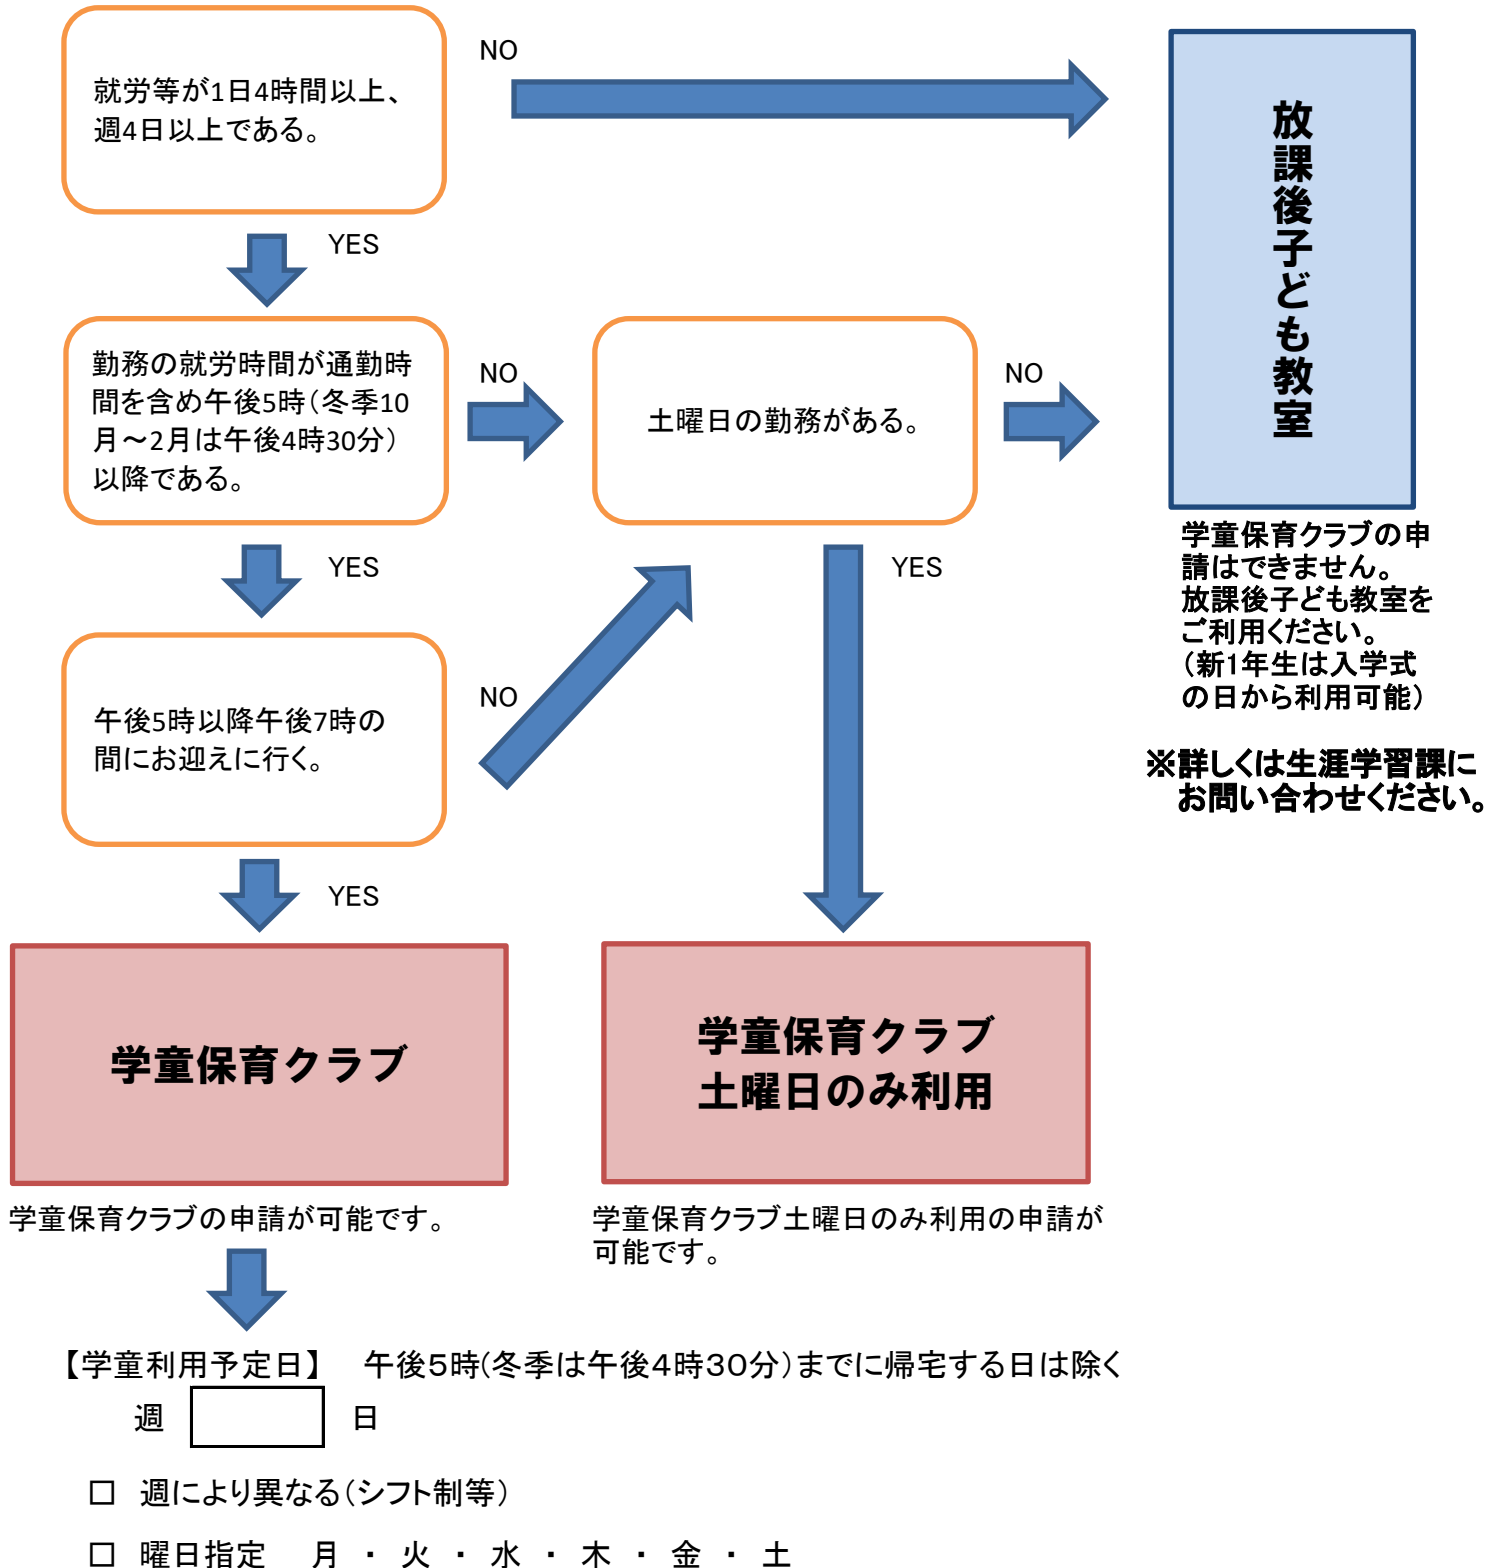 就労等が1日4時間以上、
週4日以上である。
NO
YES
勤務の就労時間が通勤時
間を含め午後5時（冬季10
月～2月は午後4時30分）
以降である。
NO
土曜日の勤務がある。
NO
放課後子ども教室
学童保育クラブの申
請はできません。
放課後子ども教室を
ご利用ください。
（新1年生は入学式
の日から利用可能）
※詳しくは生涯学習課に
お問い合わせください。
YES
YES
午後5時以降午後7時の
間にお迎えに行く。
NO
YES
学童保育クラブ
学童保育クラブ
土曜日のみ利用
学童保育クラブの申請が可能です。
学童保育クラブ土曜日のみ利用の申請が
可能です。
【学童利用予定日】　午後５時(冬季は午後４時３０分)までに帰宅する日は除く
週　　日
□　週により異なる（シフト制等）
□　曜日指定　月　・　火　・　水　・　木　・　金　・　土